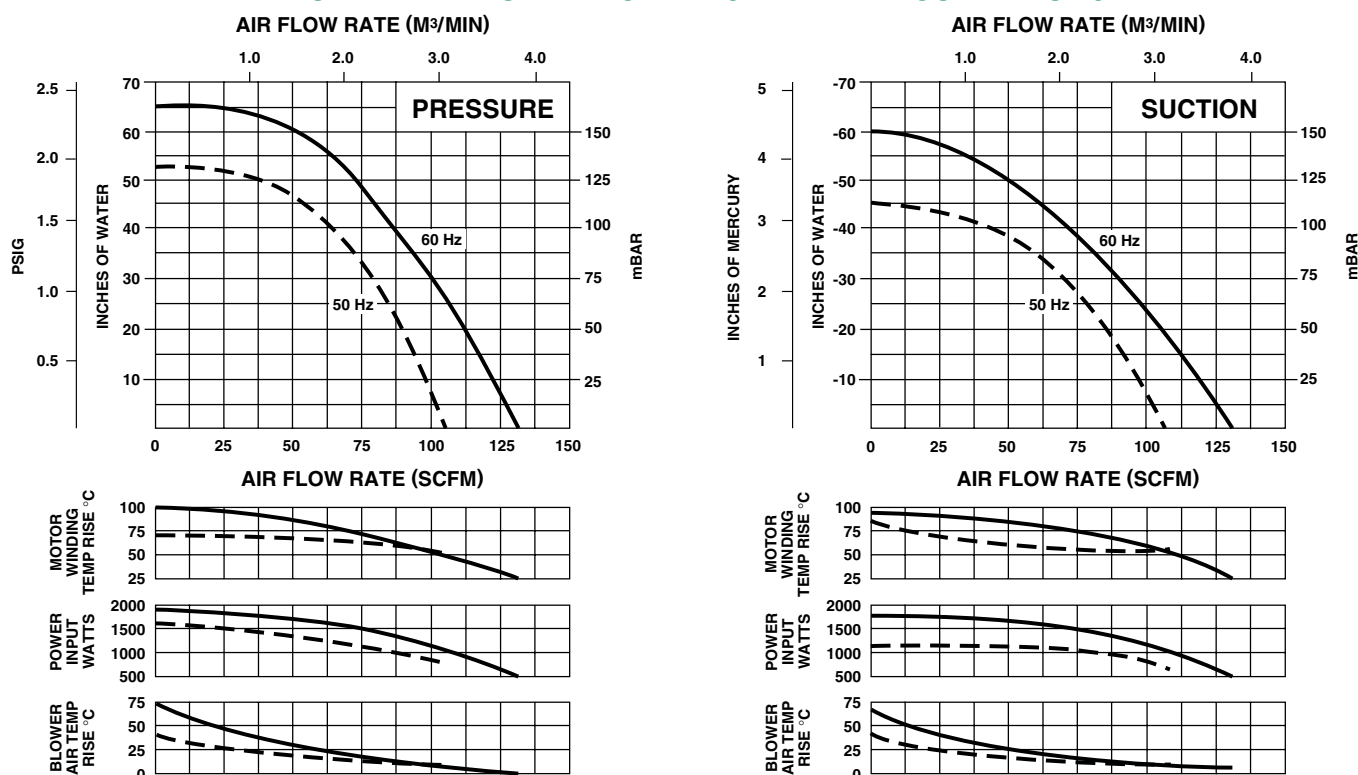 AIR FLOW RATE (M3/MIN)
1.0 2.0 3.0 4.0
PRESSURE
PSIG
2.5
2.0
1.5
1.0
0.5
INCHES OF WATER
70
60
50
40
30
20
10
mBAR
150
125
100
75
50
25
60 Hz
50 Hz
0 25 50 75 100 125 150
AIR FLOW RATE (SCFM)
MOTOR
WINDING
TEMP RISE °C
100
75
50
25
POWER
INPUT
WATTS
2000
1500
1000
500
BLOWER
AIR TEMP
RISE °C
75
50
25
0
AIR FLOW RATE (M3/MIN)
1.0 2.0 3.0 4.0
SUCTION
INCHES OF MERCURY
5
4
3
2
1
INCHES OF WATER
-70
-60
-50
-40
-30
-20
-10
mBAR
150
125
100
75
50
25
60 Hz
50 Hz
0 25 50 75 100 125 150
AIR FLOW RATE (SCFM)
MOTOR
WINDING
TEMP RISE °C
100
75
50
25
POWER
INPUT
WATTS
2000
1500
1000
500
BLOWER
AIR TEMP
RISE °C
75
50
25
0